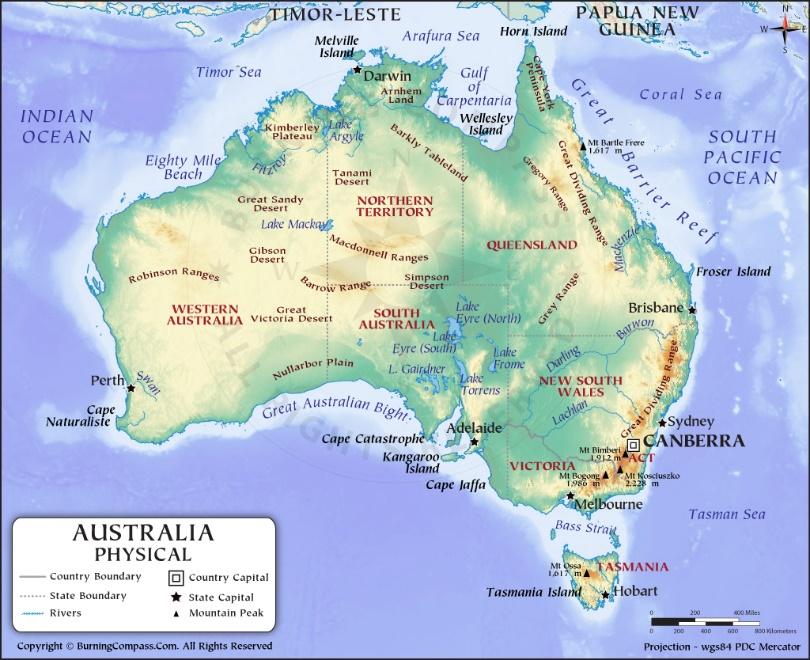 TIMOR-LESTE
PAPUA NEW
GUINEA
N
W
E
S
Arafura Sea
Horn Island
Melville
Island
Timor Sea
Darwin
Gulf
of
Carpentaria
Cape York
Peninsula
Great Barrier Reef
Coral Sea
Arnhem
Land
INDIAN
OCEAN
Kimberley
Plateau
Lake
Argyle
Wellesley
Island
Mt Bartle Frere
1,617 m
SOUTH
PACIFIC
OCEAN
Eighty Mile
Beach
Fitzroy
Barkly Tableland
Gregory Range
Great Dividing Range
Tanami
Desert
Great Sandy
Desert
NORTHERN
TERRITORY
Lake Mackay
Macdonnell Ranges
QUEENSLAND
Mackenzie
Gibson
Desert
Robinson Ranges
Barrow Range
Simpson
Desert
Froser Island
Grey Range
WESTERN
AUSTRALIA
Great
Victoria Desert
SOUTH
AUSTRALIA
Lake
Eyre (North)
Brisbane
Barwon
Lake
Eyre (South)
Lake
Frome
Darling
Nullarbor Plain
L. Gairdner
Lake
Torrens
NEW SOUTH
WALES
Great Dividing Range
Perth
Swan
Cape
Naturaliste
Great Australian Bight
Lachlan
Sydney
Adelaide
Cape Catastrophe
CANBERRA
Mt Bimberi
1,912 m
ACT
Kangaroo
Island
VICTORIA
Mt Bogong
1,986 m
Mt Kosciuszko
2,228 m
Cape Jaffa
Melbourne
Tasman Sea
Bass Strait
Mt Ossa
1,617 m
TASMANIA
Tasmania Island
Hobart
AUSTRALIA
PHYSICAL
Country Boundary
Country Capital
State Boundary
State Capital
Rivers
Mountain Peak
0 200 400 Miles
0 200 400 600 800 Kilometers
Copyright © BurningCompass.Com. All Rights Reserved
Projection - wgs84 PDC Mercator